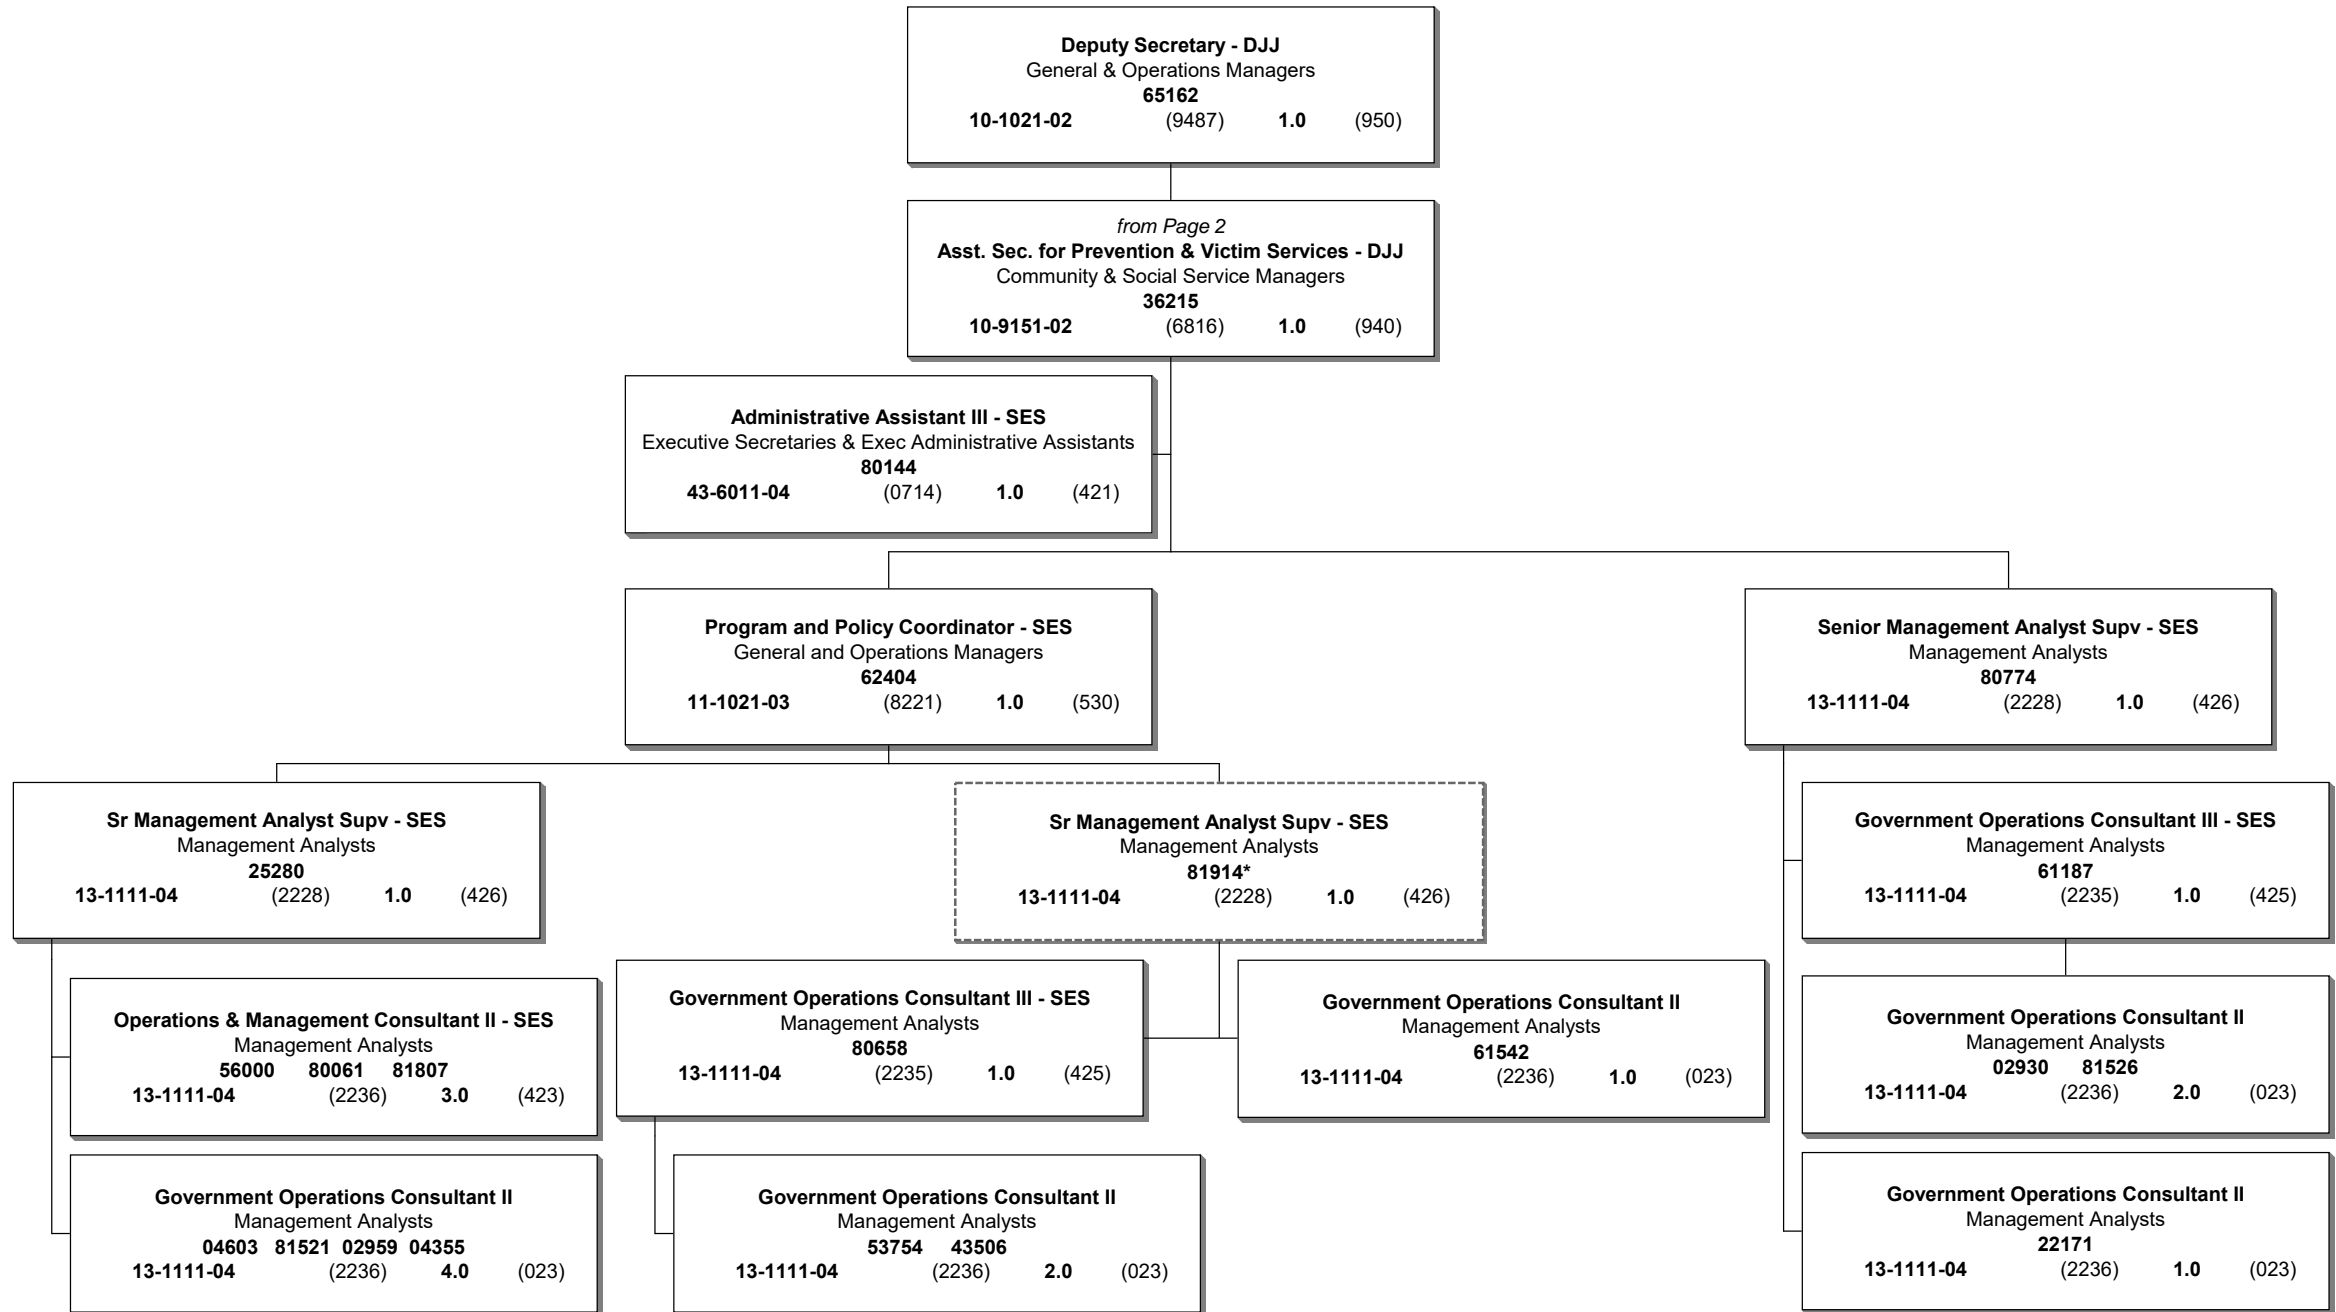 Deputy Secretary - DJJ
General & Operations Managers
65162
10-1021-02 (9487) 1.0 (950)
from Page 2
Asst. Sec. for Prevention & Victim Services - DJJ
Community & Social Service Managers
36215
10-9151-02 (6816) 1.0 (940)
Administrative Assistant III - SES
Executive Secretaries & Exec Administrative Assistants
80144
43-6011-04 (0714) 1.0 (421)
Program and Policy Coordinator - SES
General and Operations Managers
62404
11-1021-03 (8221) 1.0 (530)
Senior Management Analyst Supv - SES
Management Analysts
80774
13-1111-04 (2228) 1.0 (426)
Sr Management Analyst Supv - SES
Management Analysts
25280
13-1111-04 (2228) 1.0 (426)
Sr Management Analyst Supv - SES
Management Analysts
81914*
13-1111-04 (2228) 1.0 (426)
Government Operations Consultant III - SES
Management Analysts
61187
13-1111-04 (2235) 1.0 (425)
Operations & Management Consultant II - SES
Management Analysts
56000 80061 81807
13-1111-04 (2236) 3.0 (423)
Government Operations Consultant III - SES
Management Analysts
80658
13-1111-04 (2235) 1.0 (425)
Government Operations Consultant II
Management Analysts
61542
13-1111-04 (2236) 1.0 (023)
Government Operations Consultant II
Management Analysts
02930 81526
13-1111-04 (2236) 2.0 (023)
Government Operations Consultant II
Management Analysts
04603 81521 02959 04355
13-1111-04 (2236) 4.0 (023)
Government Operations Consultant II
Management Analysts
53754 43506
13-1111-04 (2236) 2.0 (023)
Government Operations Consultant II
Management Analysts
22171
13-1111-04 (2236) 1.0 (023)